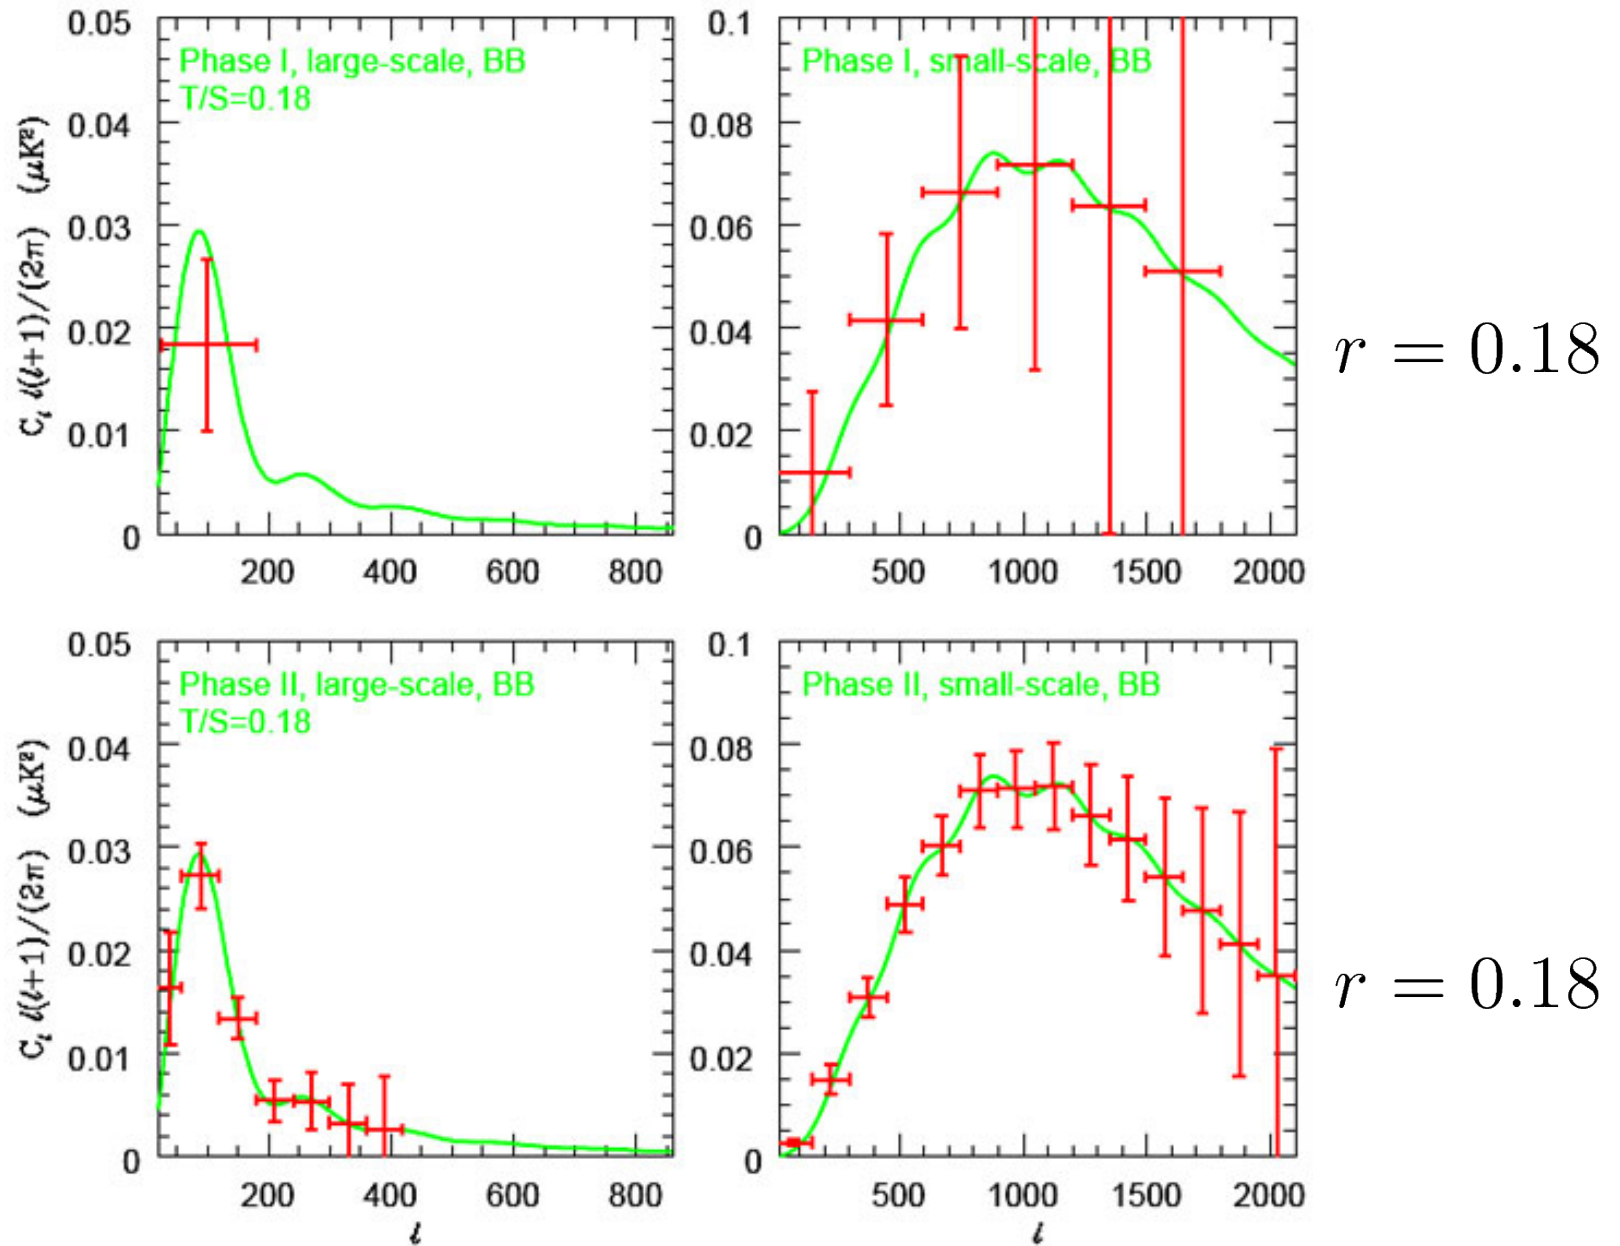 Phase I, large-scale, BB
T/S=0.18
0.05
0.04
0.03
0.02
0.01
0
200 400 600 800
C_ℓ ℓ(ℓ+1)/(2π) (μK²)
Phase I, small-scale, BB
0.1
0.08
0.06
0.04
0.02
0
500 1000 1500 2000
r = 0.18
Phase II, large-scale, BB
T/S=0.18
0.05
0.04
0.03
0.02
0.01
0
200 400 600 800
ℓ
C_ℓ ℓ(ℓ+1)/(2π) (μK²)
Phase II, small-scale, BB
0.1
0.08
0.06
0.04
0.02
0
500 1000 1500 2000
ℓ
r = 0.18